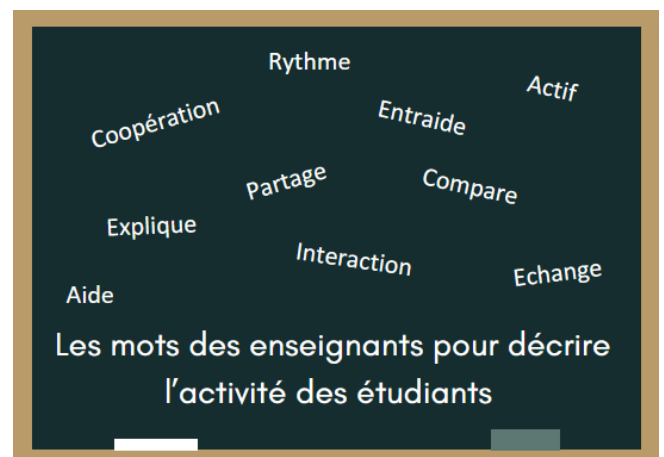 Rythme
Actif
Coopération
Entraide
Partage
Compare
Explique
Interaction
Echange
Aide
Les mots des enseignants pour décrire
l'activité des étudiants